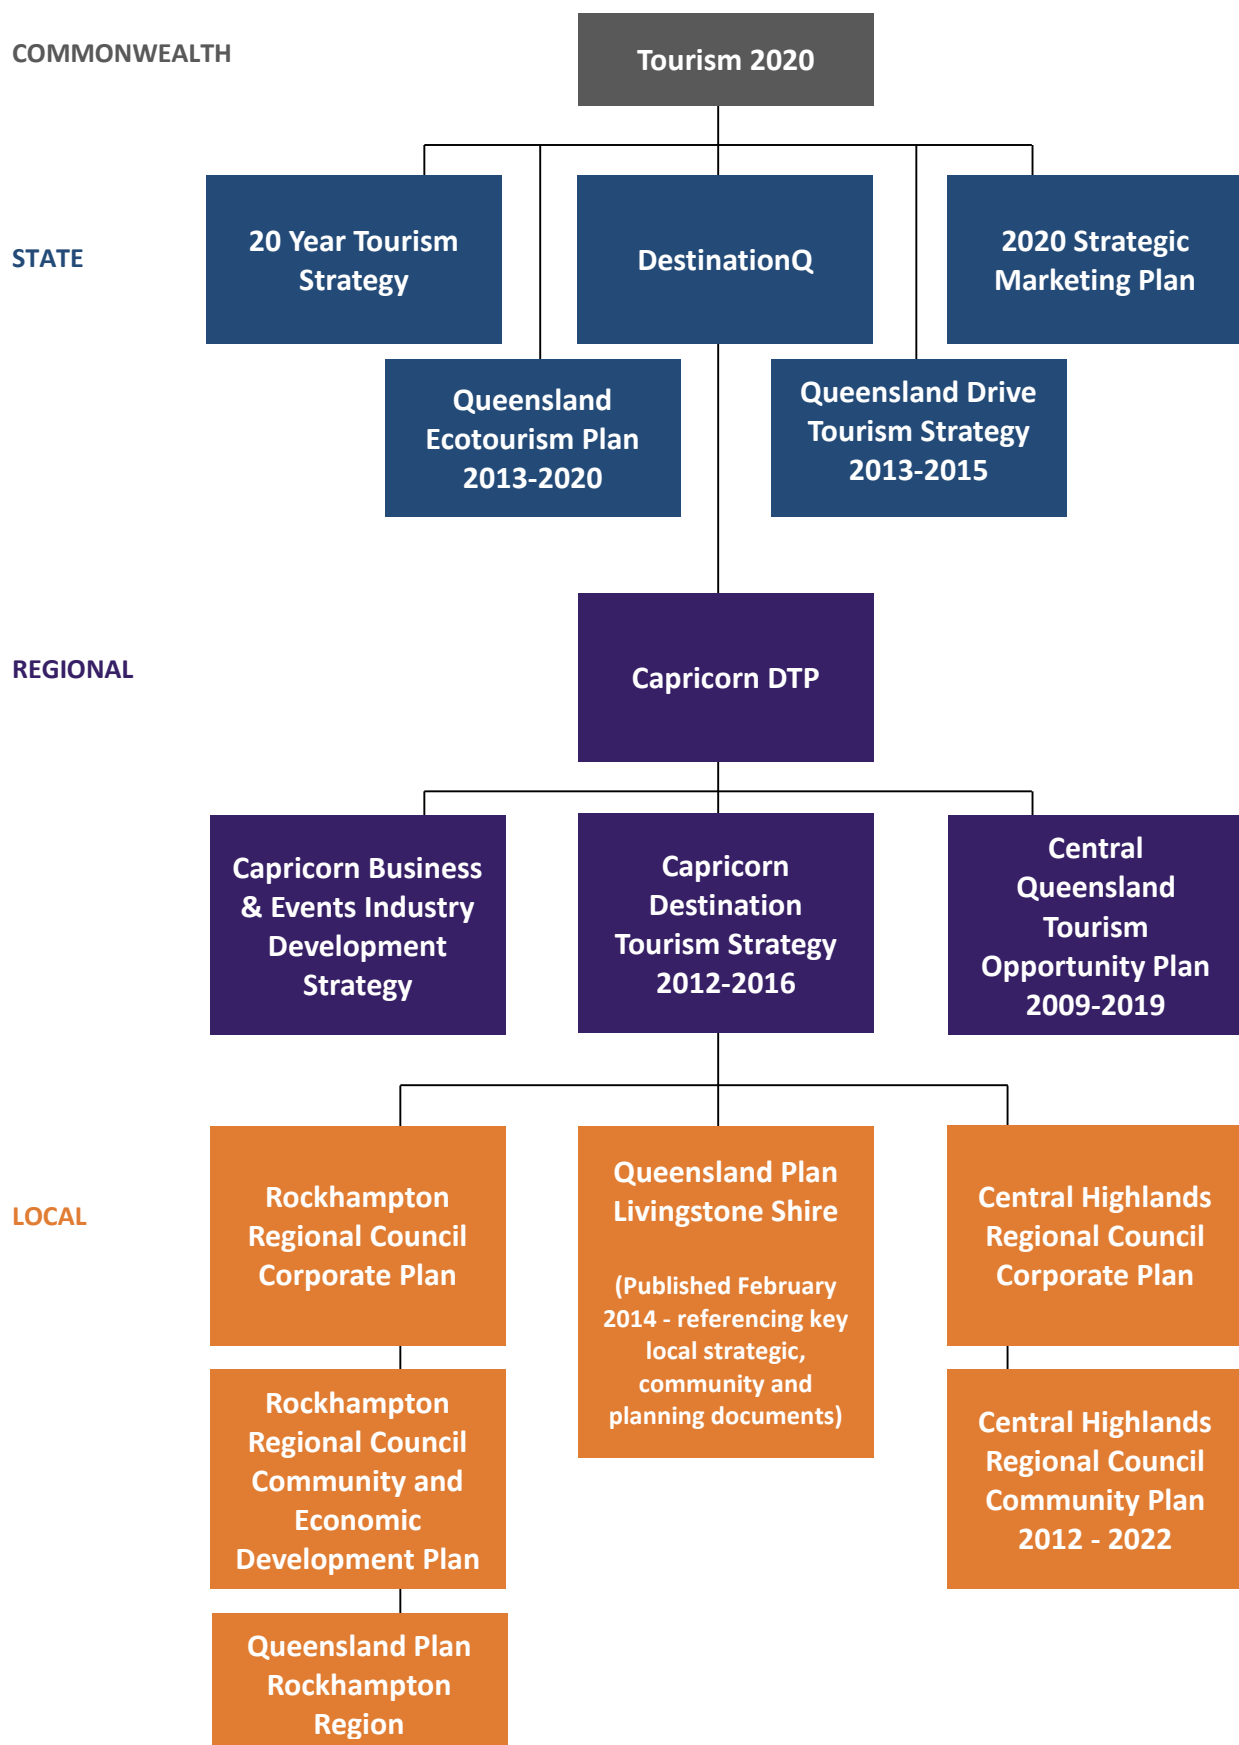 COMMONWEALTH
Tourism 2020
STATE
20 Year Tourism
Strategy
DestinationQ
2020 Strategic
Marketing Plan
Queensland
Ecotourism Plan
2013-2020
Queensland Drive
Tourism Strategy
2013-2015
REGIONAL
Capricorn DTP
Capricorn Business
& Events Industry
Development
Strategy
Capricorn
Destination
Tourism Strategy
2012-2016
Central
Queensland
Tourism
Opportunity Plan
2009-2019
LOCAL
Rockhampton
Regional Council
Corporate Plan
Queensland Plan
Livingstone Shire
(Published February
2014 - referencing key
local strategic,
community and
planning documents)
Central Highlands
Regional Council
Corporate Plan
Rockhampton
Regional Council
Community and
Economic
Development Plan
Central Highlands
Regional Council
Community Plan
2012 - 2022
Queensland Plan
Rockhampton
Region